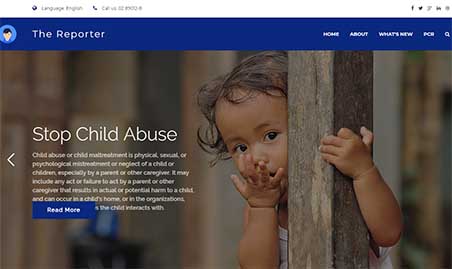 Language: English    Call us: 02 89012-8
The Reporter    HOME    ABOUT    WHAT'S NEW    PCR
Stop Child Abuse
Child abuse or child maltreatment is physical, sexual, or
psychological mistreatment or neglect of a child or
children, especially by a parent or other caregiver. It may
include any act or failure to act by a parent or other
caregiver that results in actual or potential harm to a child,
and can occur in a child's home, or in the organizations,
the child interacts with.
Read More